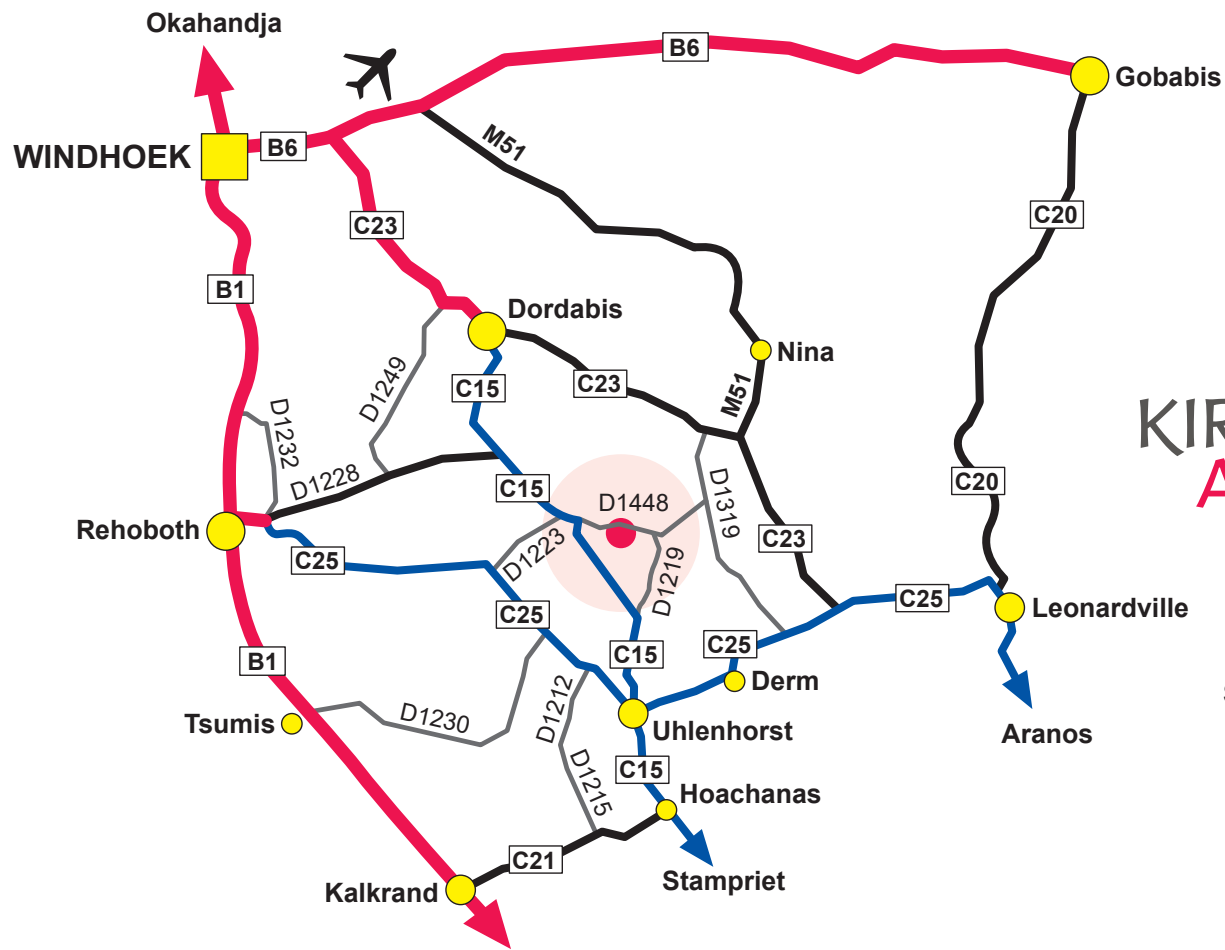 Okahandja
B6
Gobabis
WINDHOEK
B6
M51
C23
C20
B1
Dordabis
Nina
D1249
C15
C23
M51
KIR
A
D1232
D1228
C15
D1448
D1319
C20
Rehoboth
C25
D1223
D1219
C23
C25
Leonardville
C25
B1
C15
C25
Derm
Tsumis
D1230
D1212
Uhlenhorst
Aranos
C15
D1215
Hoachanas
C21
Stampriet
Kalkrand